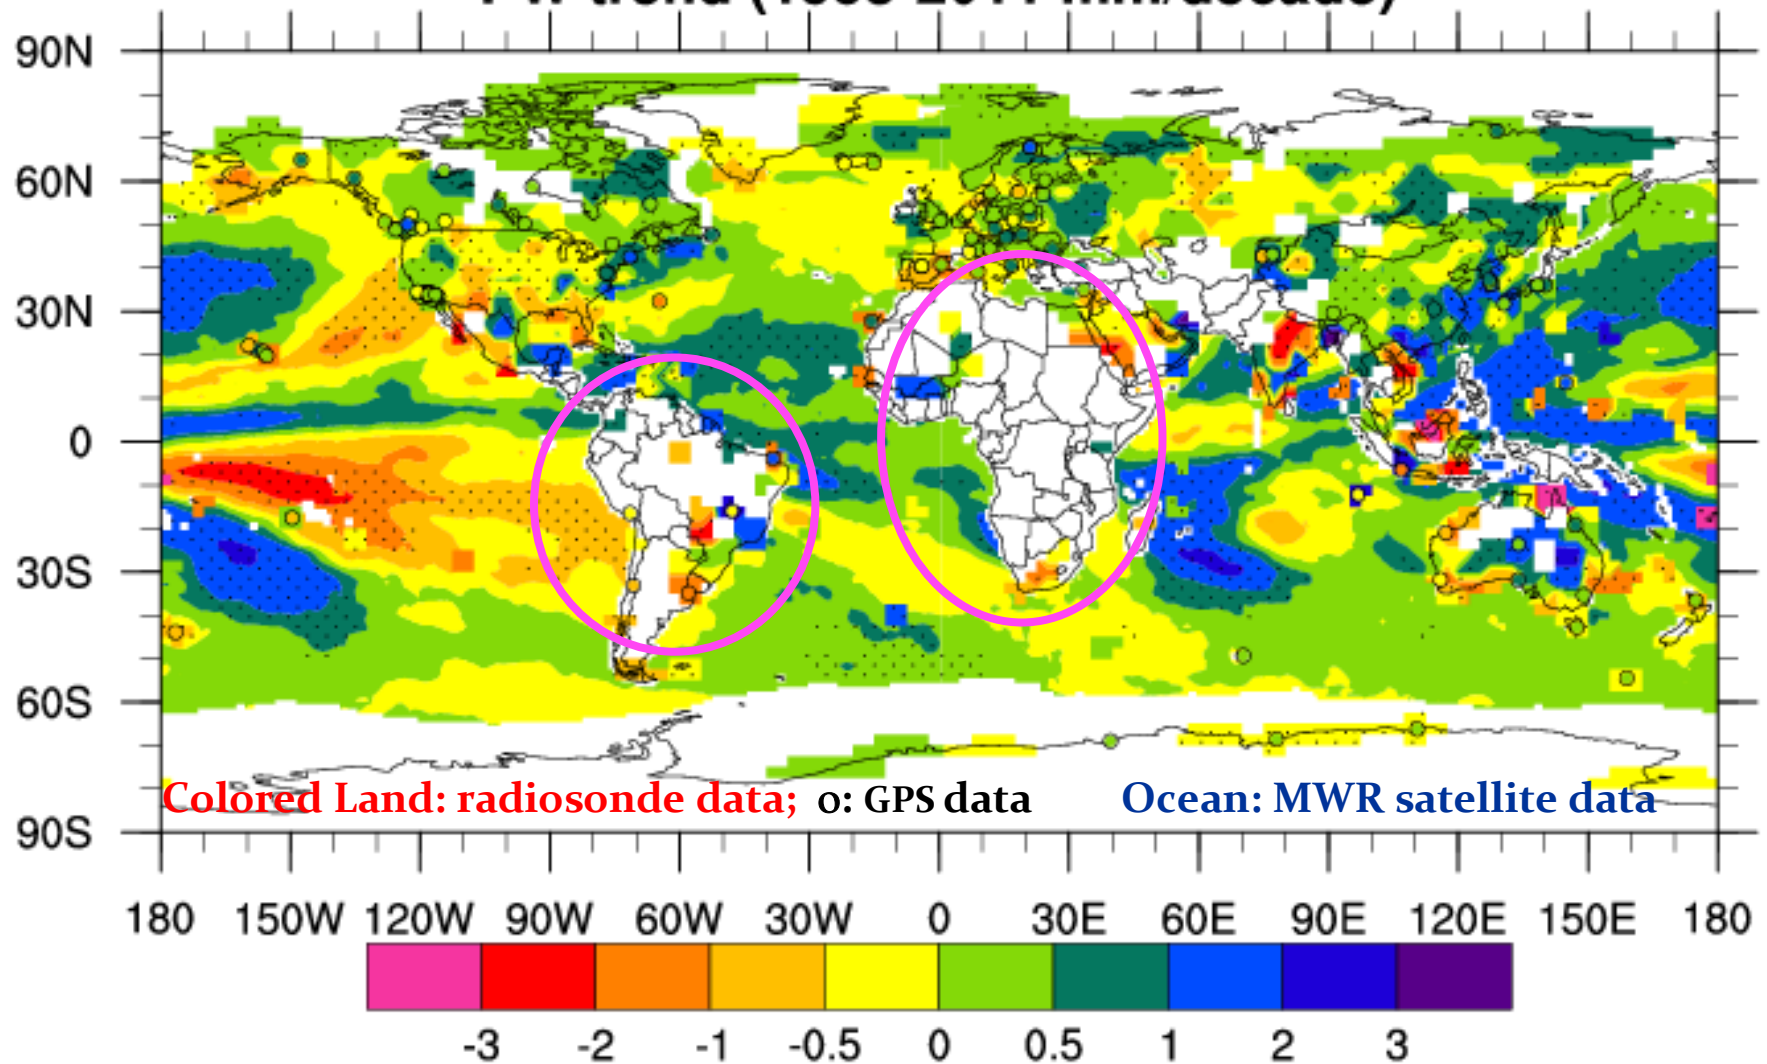 90N
60N
30N
0
30S
60S
90S
Colored Land: radiosonde data; o: GPS data Ocean: MWR satellite data
180 150W 120W 90W 60W 30W 0 30E 60E 90E 120E 150E 180
-3 -2 -1 -0.5 0 0.5 1 2 3